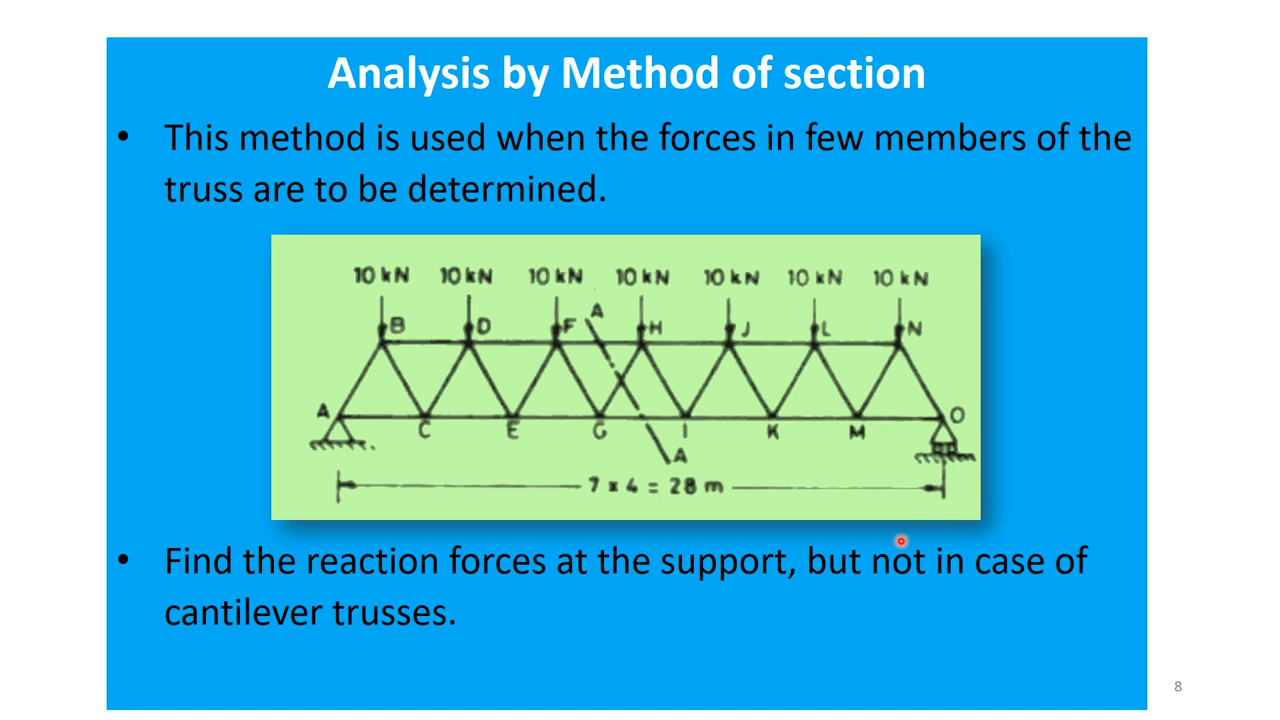 Analysis by Method of section
• This method is used when the forces in few members of the
truss are to be determined.
10 kN 10 kN 10 kN 10 kN 10 kN 10 kN 10 kN
A
B D F H J L N
A O
C E G I K M
A
7 x 4 = 28 m
• Find the reaction forces at the support, but not in case of
cantilever trusses.
8